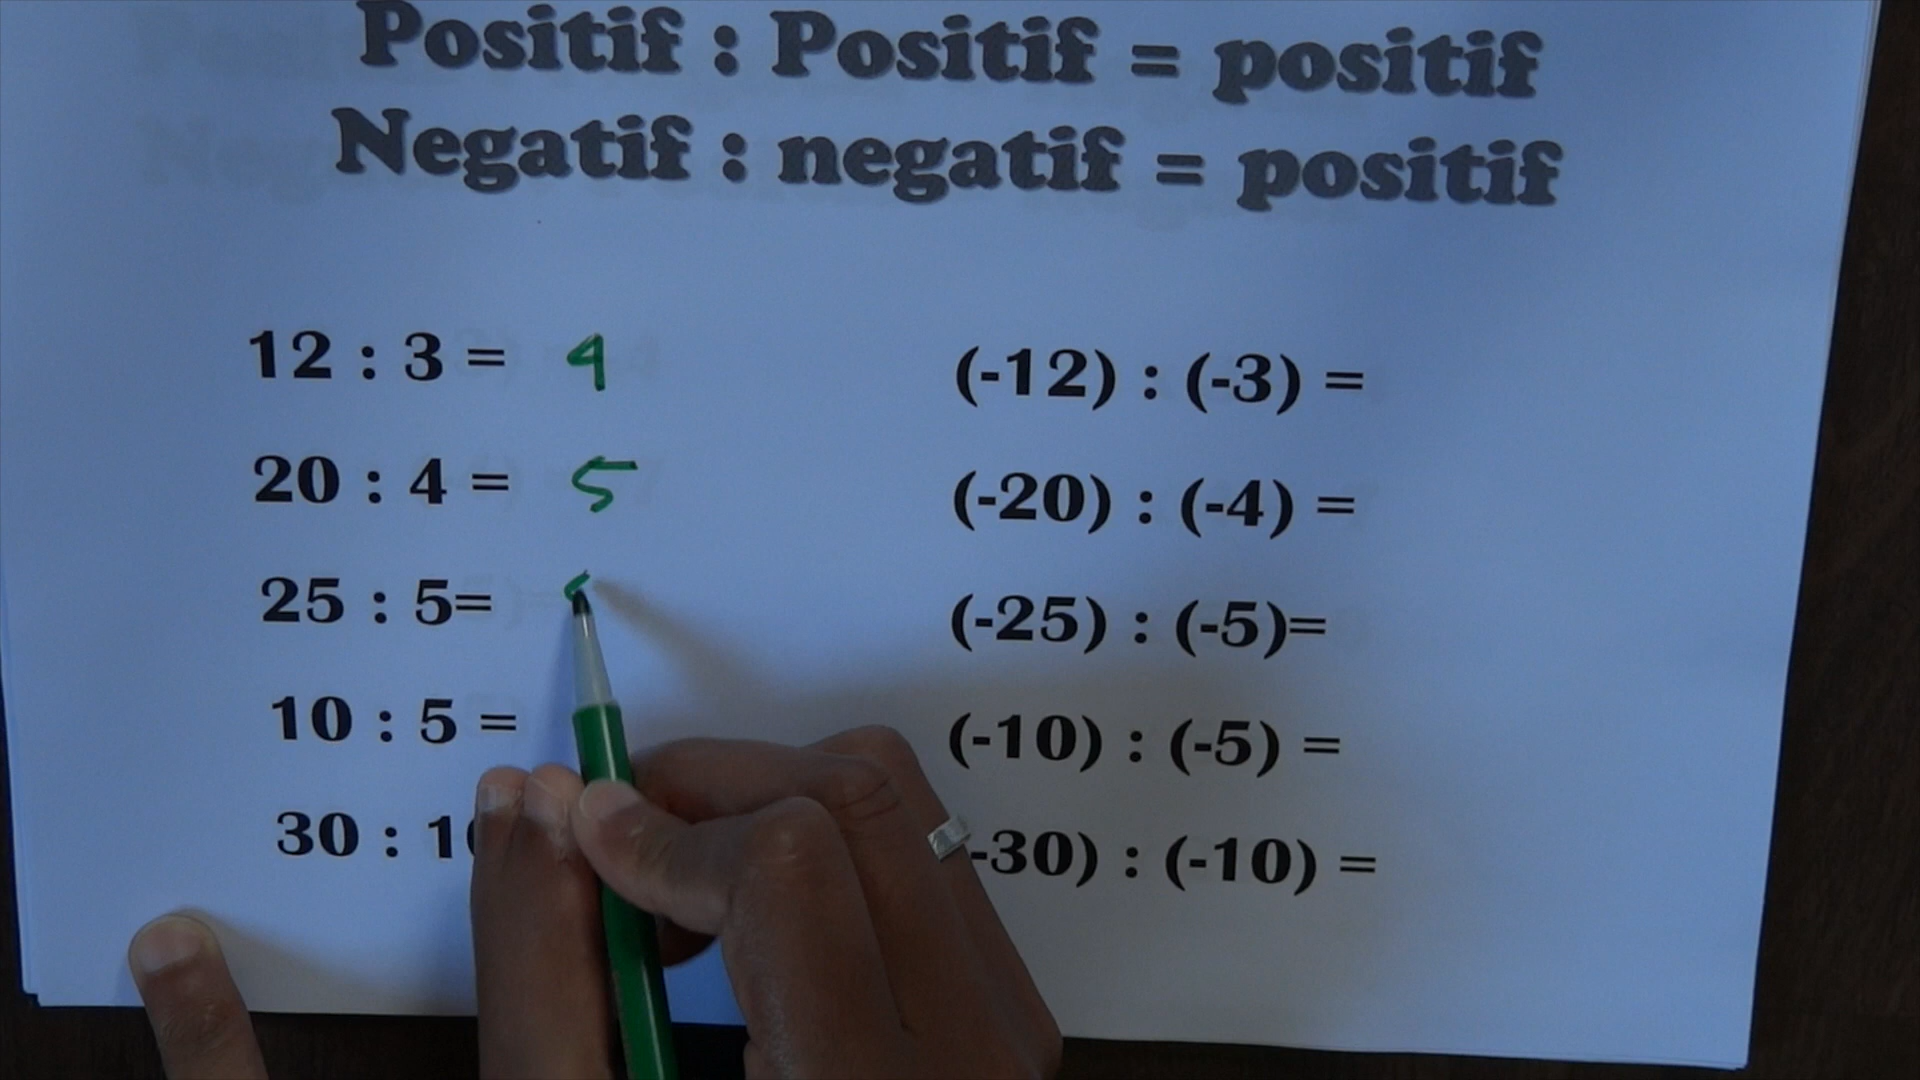 Positif : Positif = positif
Negatif : negatif = positif
12 : 3 = 4
20 : 4 = 5
25 : 5=
10 : 5 =
30 : 10
(-12) : (-3) =
(-20) : (-4) =
(-25) : (-5)=
(-10) : (-5) =
-30) : (-10) =